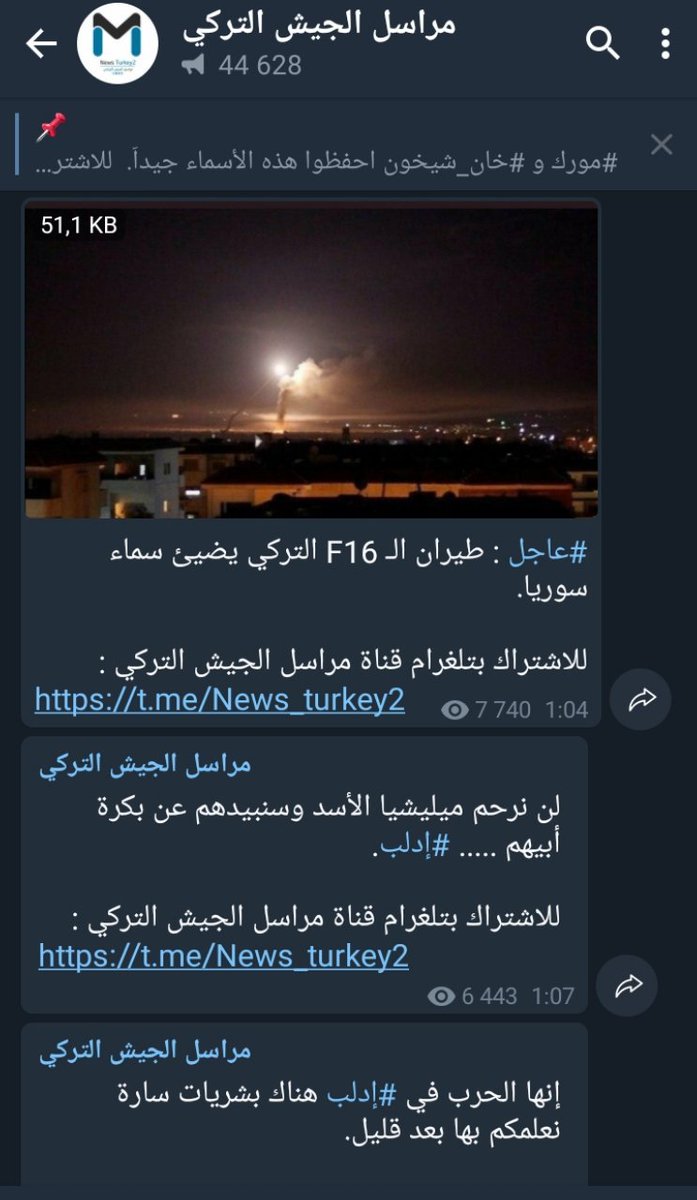 مراسل الجيش التركي
44 628
#مورك و #خان_شيخون احفظوا هذه الأسماء جيداً. للاشتر...
51,1 KB
#عاجل : طيران الـ F16 التركي يضيئ سماء
سوريا.
للاشتراك بتلغرام قناة مراسل الجيش التركي :
https://t.me/News_turkey2
7 740 1:04
مراسل الجيش التركي
لن نرحم ميليشيا الأسد وسنبيدهم عن بكرة
أبيهم ..... #إدلب.
للاشتراك بتلغرام قناة مراسل الجيش التركي :
https://t.me/News_turkey2
6 443 1:07
مراسل الجيش التركي
إنها الحرب في #إدلب هناك بشريات سارة
نعلمكم بها بعد قليل.